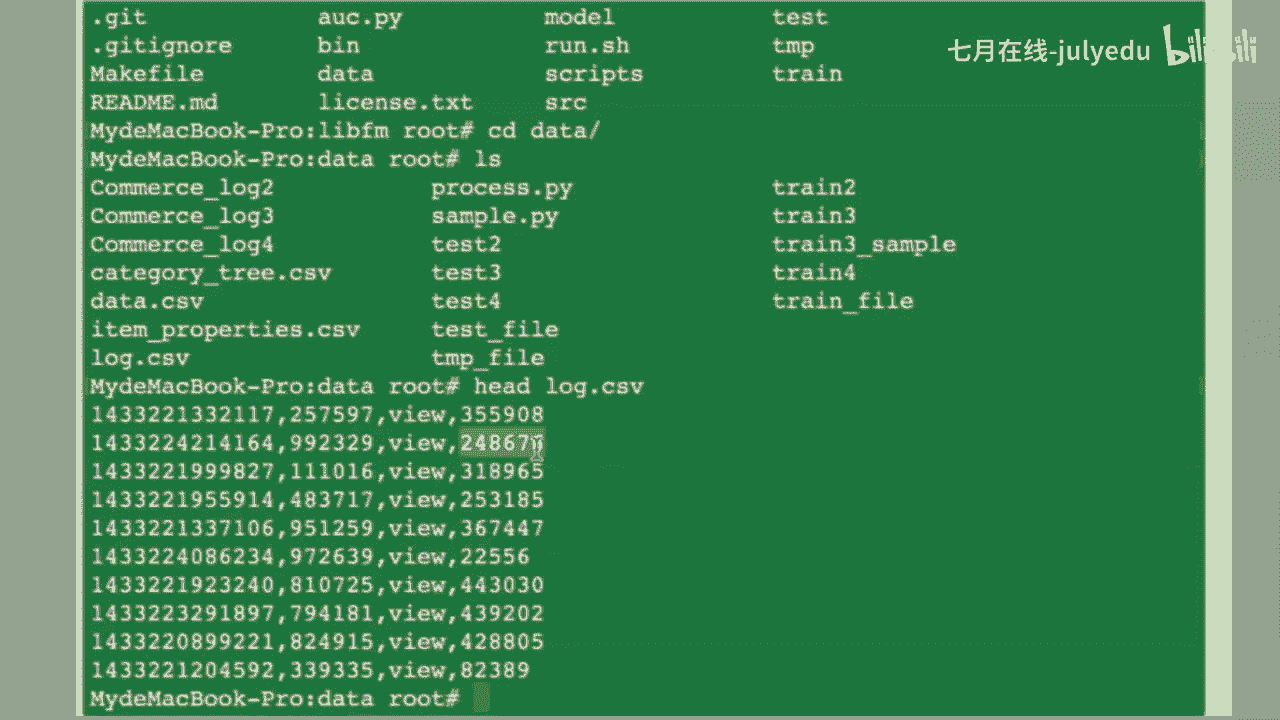 .git auc.py model test
.gitignore bin run.sh tmp
Makefile data scripts train
README.md license.txt src
MydeMacBook-Pro:libfm root# cd data/
MydeMacBook-Pro:data root# ls
Commerce_log2 process.py train2
Commerce_log3 sample.py train3
Commerce_log4 test2 train3_sample
category_tree.csv test3 train4
data.csv test4 train_file
item_properties.csv test_file
log.csv tmp_file
MydeMacBook-Pro:data root# head log.csv
1433221332117,257597,view,355908
1433224214164,992329,view,
1433221999827,111016,view,318965
1433221955914,483717,view,253185
1433221337106,951259,view,367447
1433224086234,972639,view,22556
1433221923240,810725,view,443030
1433223291897,794181,view,439202
1433220899221,824915,view,428805
1433221204592,339335,view,82389
MydeMacBook-Pro:data root#
七月在线-julyedu bilibili